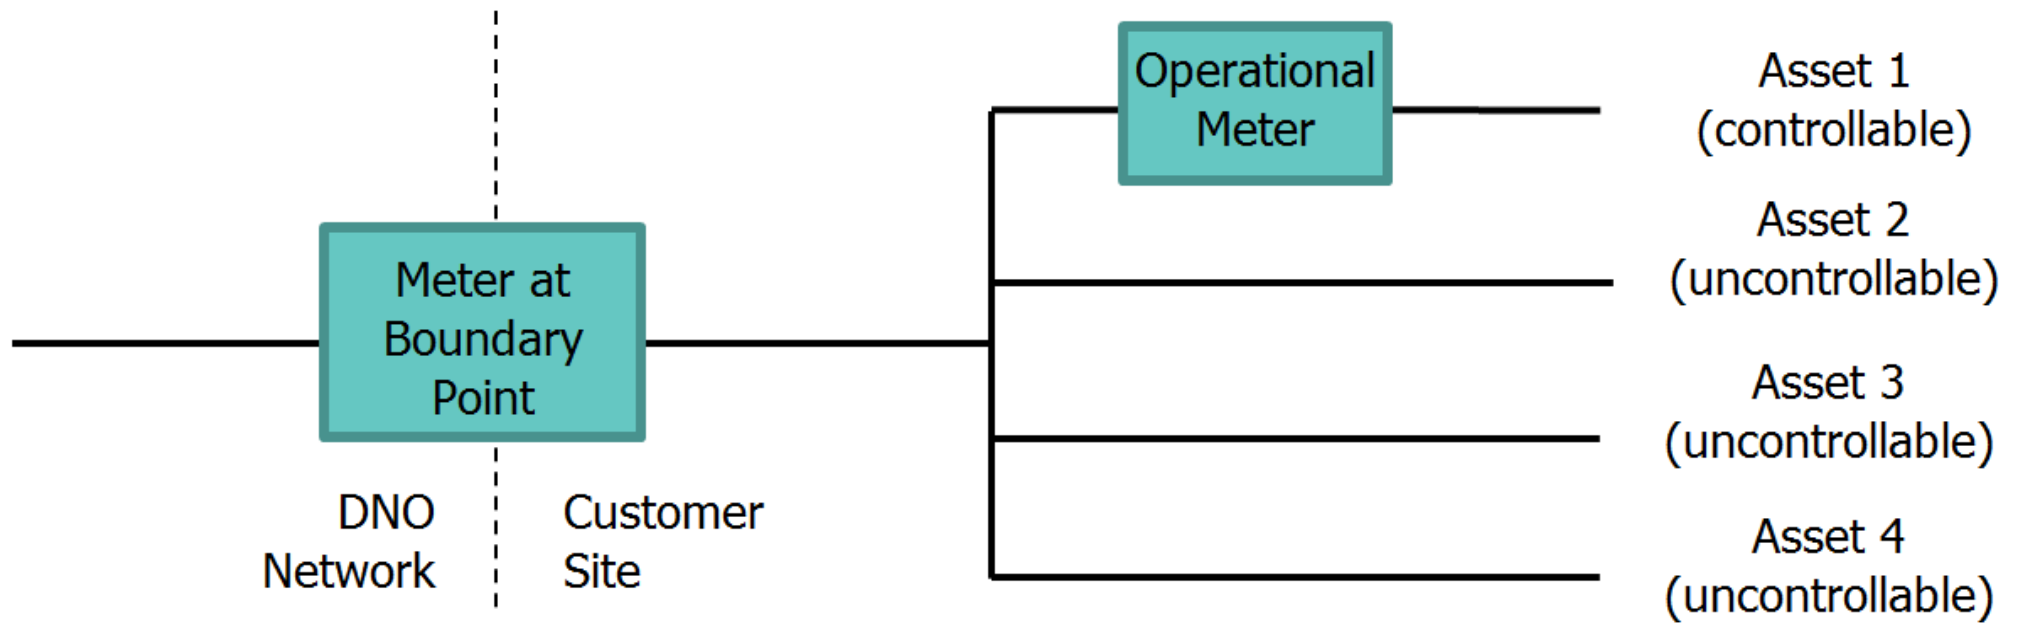 Operational
Meter
Asset 1
(controllable)
Asset 2
(uncontrollable)
Meter at
Boundary
Point
Asset 3
(uncontrollable)
DNO
Network
Customer
Site
Asset 4
(uncontrollable)